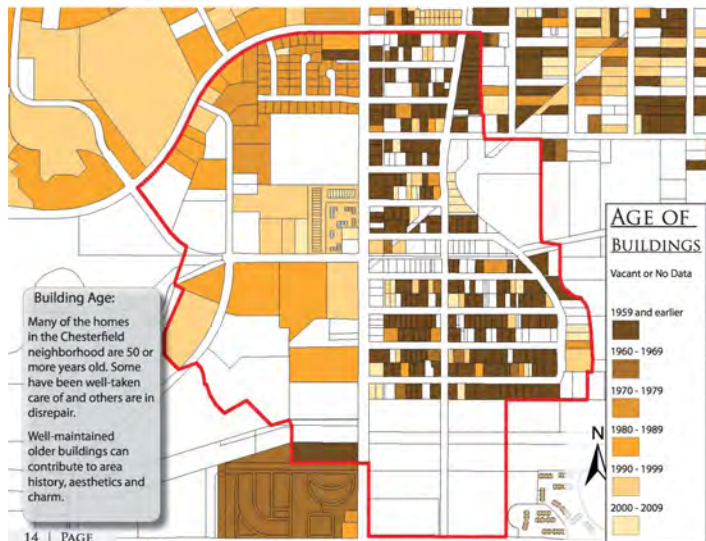 AGE OF
BUILDINGS
Vacant or No Data
1959 and earlier
1960 - 1969
1970 - 1979
1980 - 1989
1990 - 1999
2000 - 2009
N
Building Age:
Many of the homes
in the Chesterfield
neighborhood are 50 or
more years old. Some
have been well-taken
care of and others are in
disrepair.
Well-maintained
older buildings can
contribute to area
history, aesthetics and
charm.
14 | PAGE